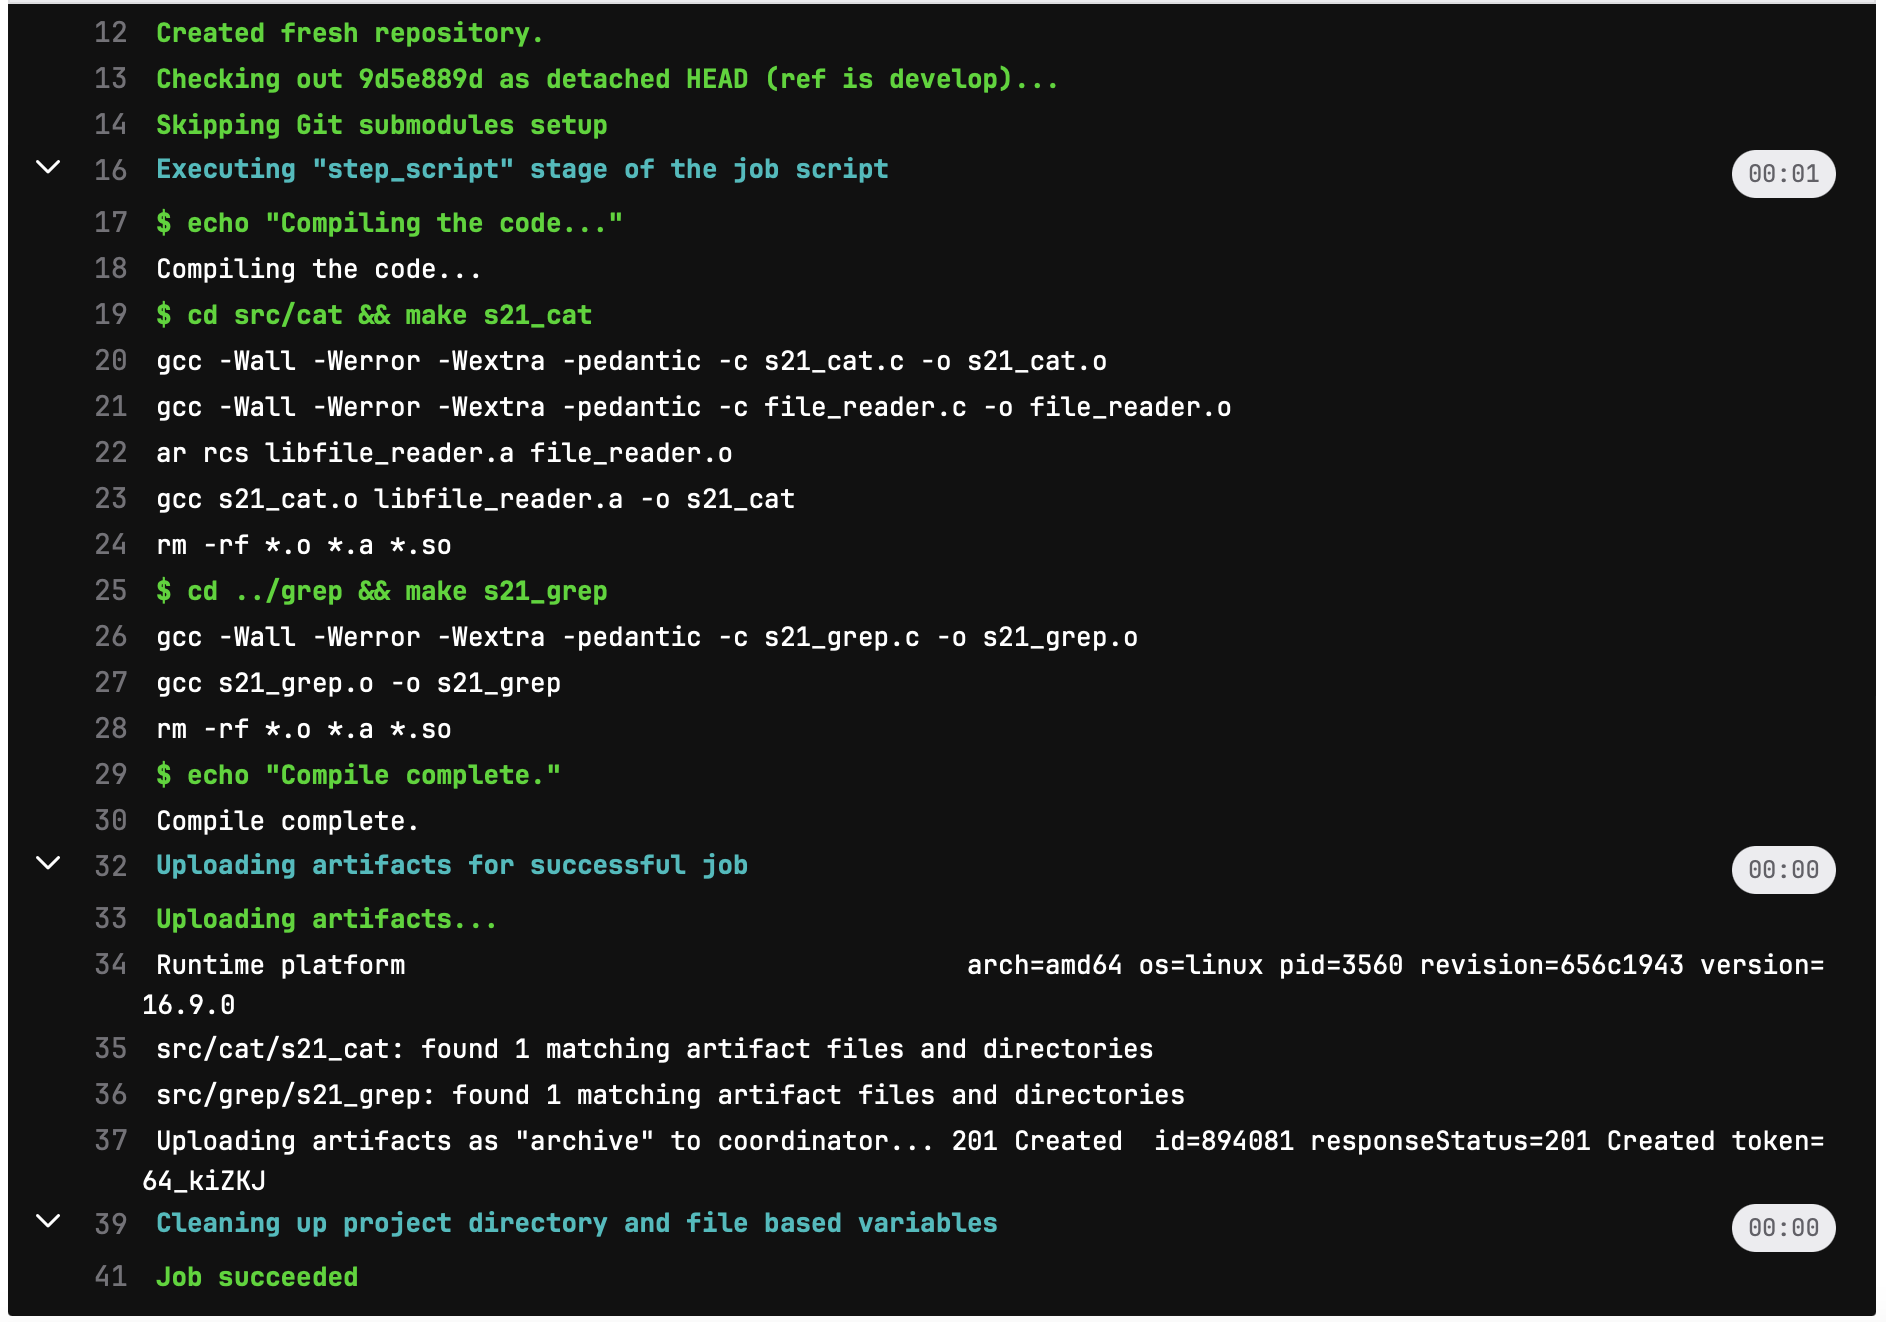 12 Created fresh repository.
13 Checking out 9d5e889d as detached HEAD (ref is develop)...
14 Skipping Git submodules setup
16 Executing "step_script" stage of the job script 00:01
17 $ echo "Compiling the code..."
18 Compiling the code...
19 $ cd src/cat && make s21_cat
20 gcc -Wall -Werror -Wextra -pedantic -c s21_cat.c -o s21_cat.o
21 gcc -Wall -Werror -Wextra -pedantic -c file_reader.c -o file_reader.o
22 ar rcs libfile_reader.a file_reader.o
23 gcc s21_cat.o libfile_reader.a -o s21_cat
24 rm -rf *.o *.a *.so
25 $ cd ../grep && make s21_grep
26 gcc -Wall -Werror -Wextra -pedantic -c s21_grep.c -o s21_grep.o
27 gcc s21_grep.o -o s21_grep
28 rm -rf *.o *.a *.so
29 $ echo "Compile complete."
30 Compile complete.
32 Uploading artifacts for successful job 00:00
33 Uploading artifacts...
34 Runtime platform arch=amd64 os=linux pid=3560 revision=656c1943 version=
16.9.0
35 src/cat/s21_cat: found 1 matching artifact files and directories
36 src/grep/s21_grep: found 1 matching artifact files and directories
37 Uploading artifacts as "archive" to coordinator... 201 Created id=894081 responseStatus=201 Created token=
64_kiZKJ
39 Cleaning up project directory and file based variables 00:00
41 Job succeeded